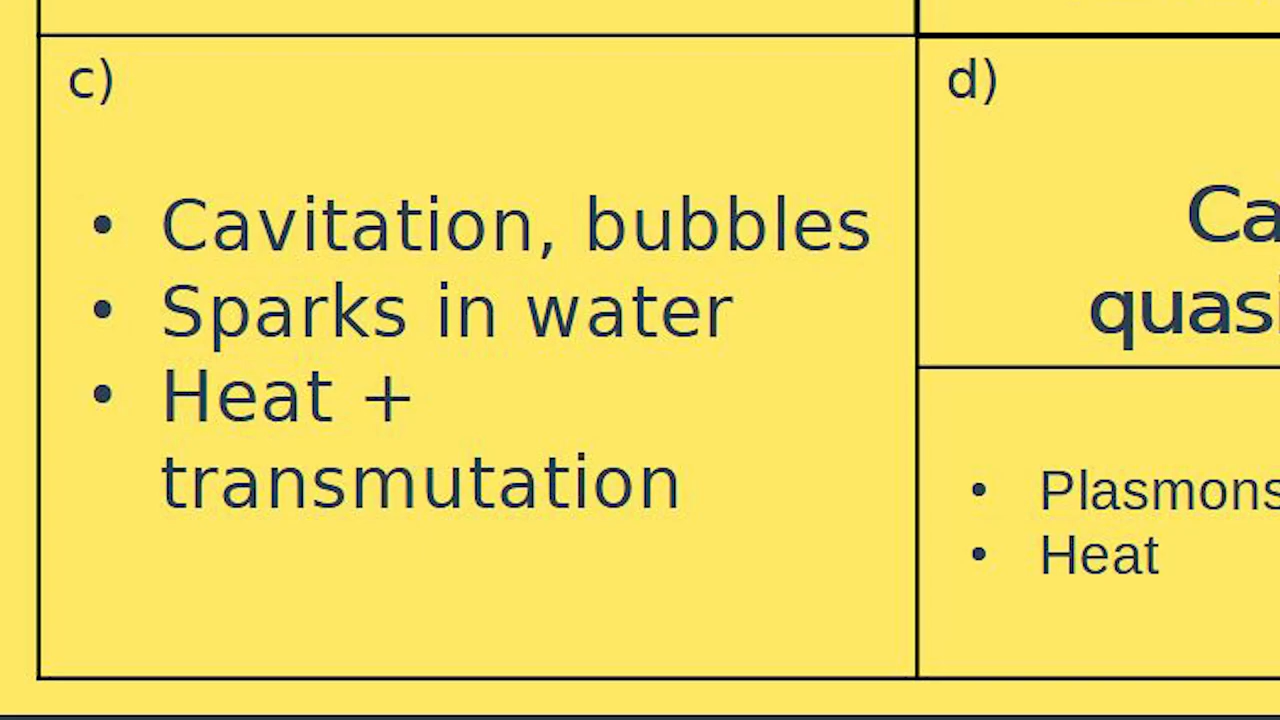 c)
• Cavitation, bubbles
• Sparks in water
• Heat +
transmutation
d)
• Plasmons
• Heat